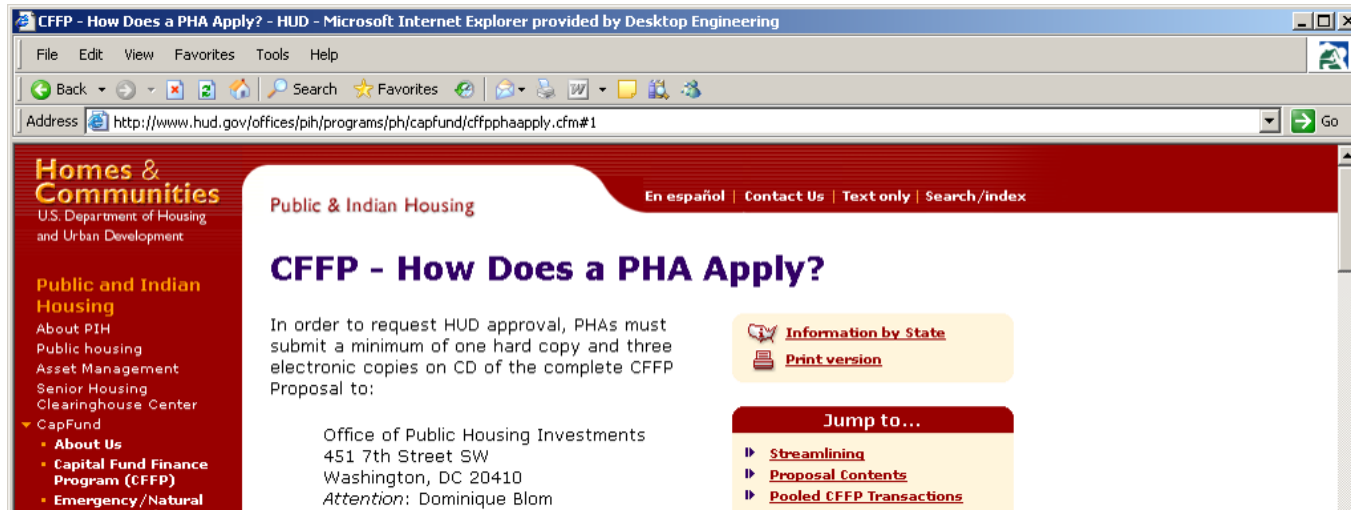 CFFP - How Does a PHA Apply? - HUD - Microsoft Internet Explorer provided by Desktop Engineering
File Edit View Favorites Tools Help
Back Search Favorites
Address http://www.hud.gov/offices/pih/programs/ph/capfund/cffpphaapply.cfm#1 Go
Homes &
Communities
U.S. Department of Housing
and Urban Development
Public & Indian Housing
En español | Contact Us | Text only | Search/index
Public and Indian
Housing
About PIH
Public housing
Asset Management
Senior Housing
Clearinghouse Center
CapFund
About Us
Capital Fund Finance
Program (CFFP)
Emergency/Natural
CFFP - How Does a PHA Apply?
In order to request HUD approval, PHAs must
submit a minimum of one hard copy and three
electronic copies on CD of the complete CFFP
Proposal to:
Office of Public Housing Investments
451 7th Street SW
Washington, DC 20410
Attention: Dominique Blom
Information by State
Print version
Jump to...
Streamlining
Proposal Contents
Pooled CFFP Transactions